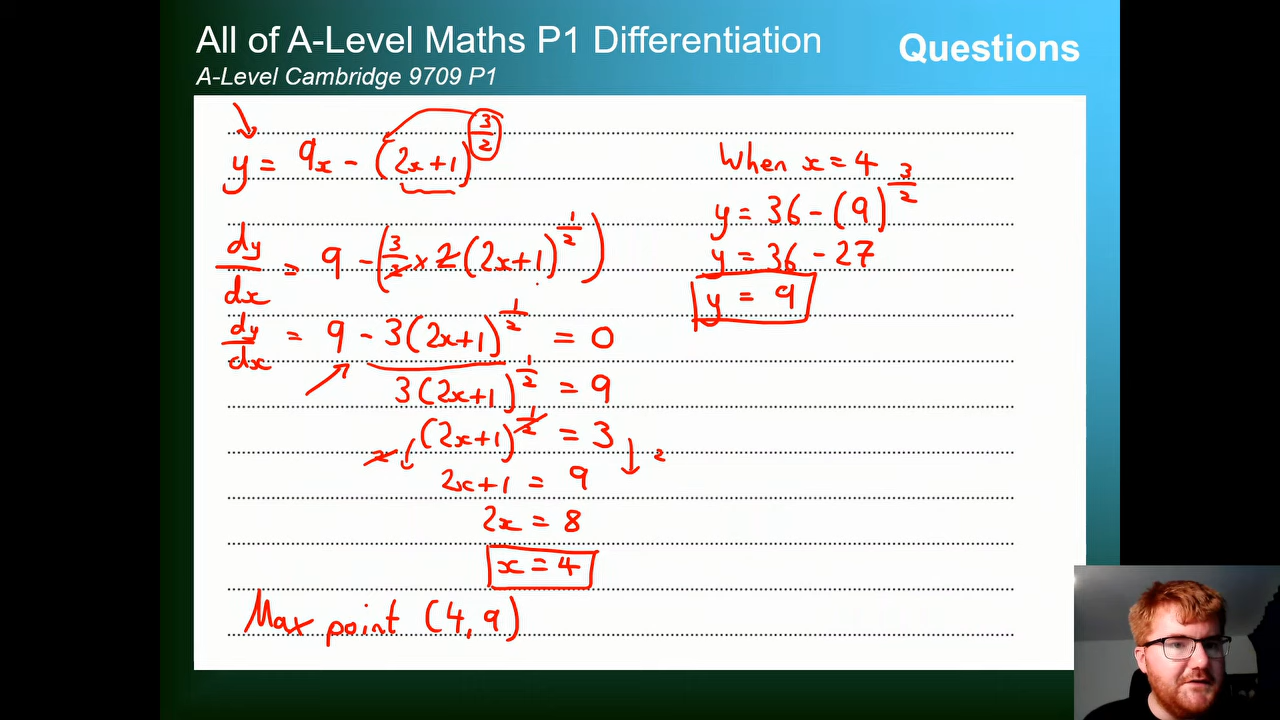 All of A-Level Maths P1 Differentiation
Questions
A-Level Cambridge 9709 P1
y = 9x - (2x+1)^(3/2)
dy/dx = 9 - (3/2 × 2(2x+1)^(1/2))
dy/dx = 9 - 3(2x+1)^(1/2) = 0
3(2x+1)^(1/2) = 9
(2x+1)^(1/2) = 3
2 2
2x+1 = 9
2x = 8
x = 4
Max point (4, 9)
When x = 4
y = 36 - (9)^(3/2)
y = 36 - 27
y = 9